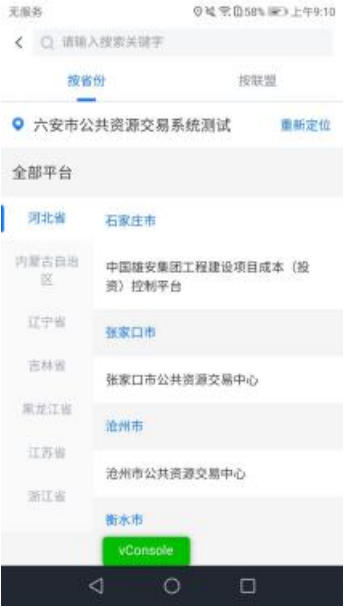 无服务
58%
上午9:10
请输入搜索关键字
按省份
按联盟
六安市公共资源交易系统测试
重新定位
全部平台
河北省
石家庄市
内蒙古自治
区
中国雄安集团工程建设项目成本（投
资）控制平台
辽宁省
张家口市
吉林省
张家口市公共资源交易中心
黑龙江省
沧州市
江苏省
沧州市公共资源交易中心
浙江省
衡水市
vConsole